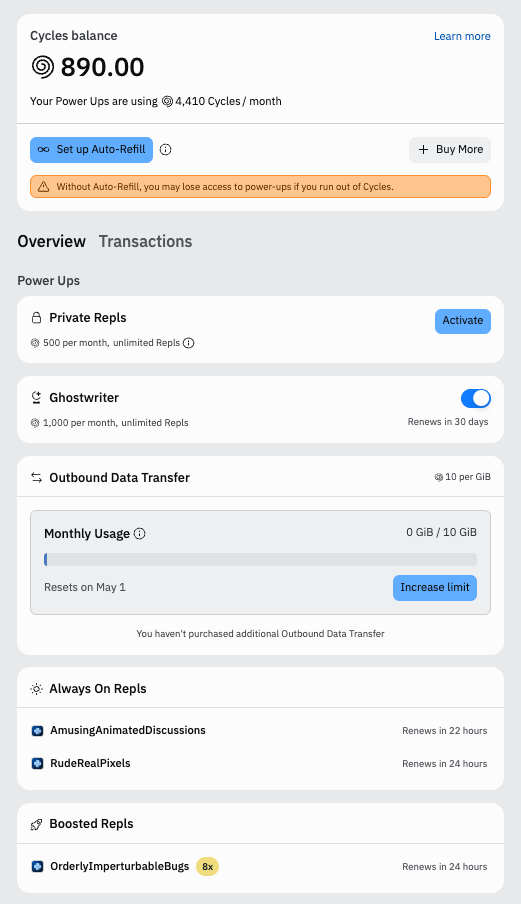 Cycles balance Learn more
890.00
Your Power Ups are using 4,410 Cycles / month
Set up Auto-Refill + Buy More
Without Auto-Refill, you may lose access to power-ups if you run out of Cycles.
Overview Transactions
Power Ups
Private Repls Activate
500 per month, unlimited Repls
Ghostwriter
1,000 per month, unlimited Repls Renews in 30 days
Outbound Data Transfer 10 per GiB
Monthly Usage 0 GiB / 10 GiB
Resets on May 1 Increase limit
You haven't purchased additional Outbound Data Transfer
Always On Repls
AmusingAnimatedDiscussions Renews in 22 hours
RudeRealPixels Renews in 24 hours
Boosted Repls
OrderlyImperturbableBugs 8x Renews in 24 hours